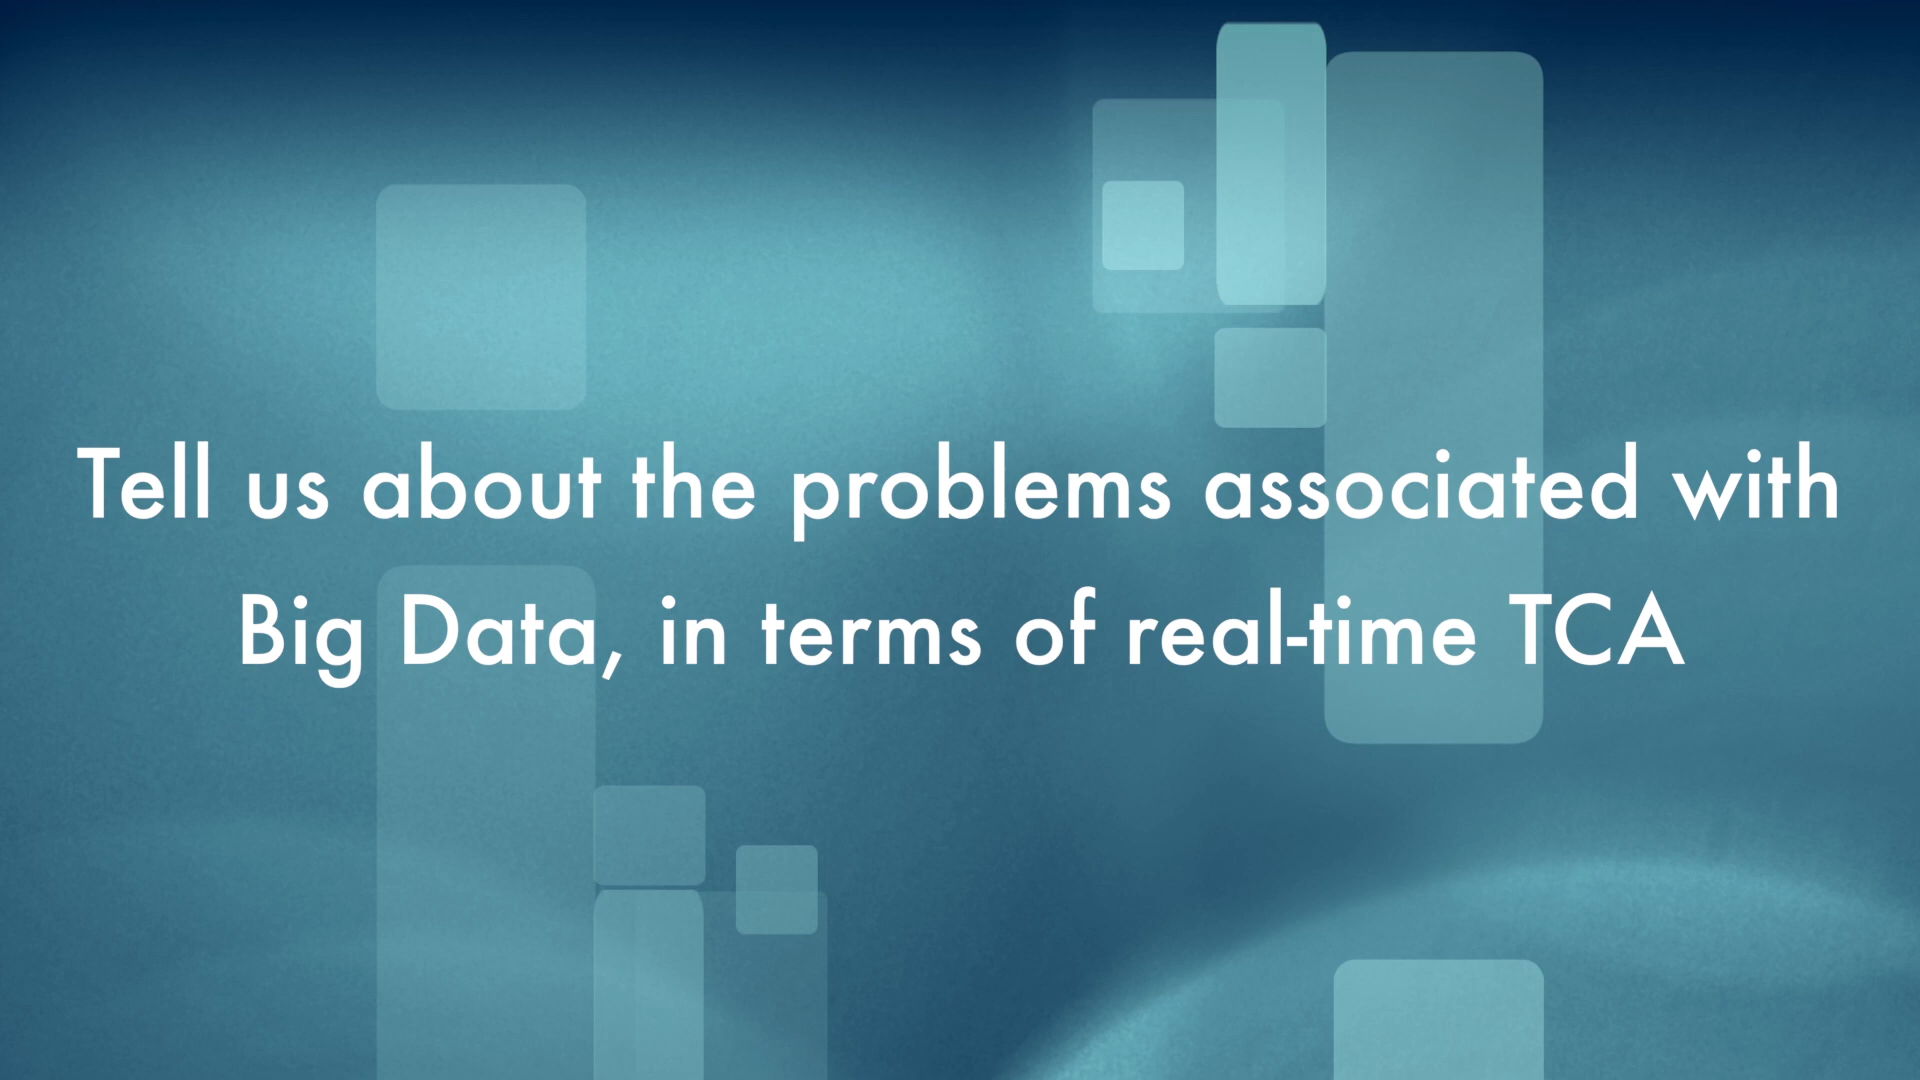 Tell us about the problems associated with
Big Data, in terms of real-time TCA